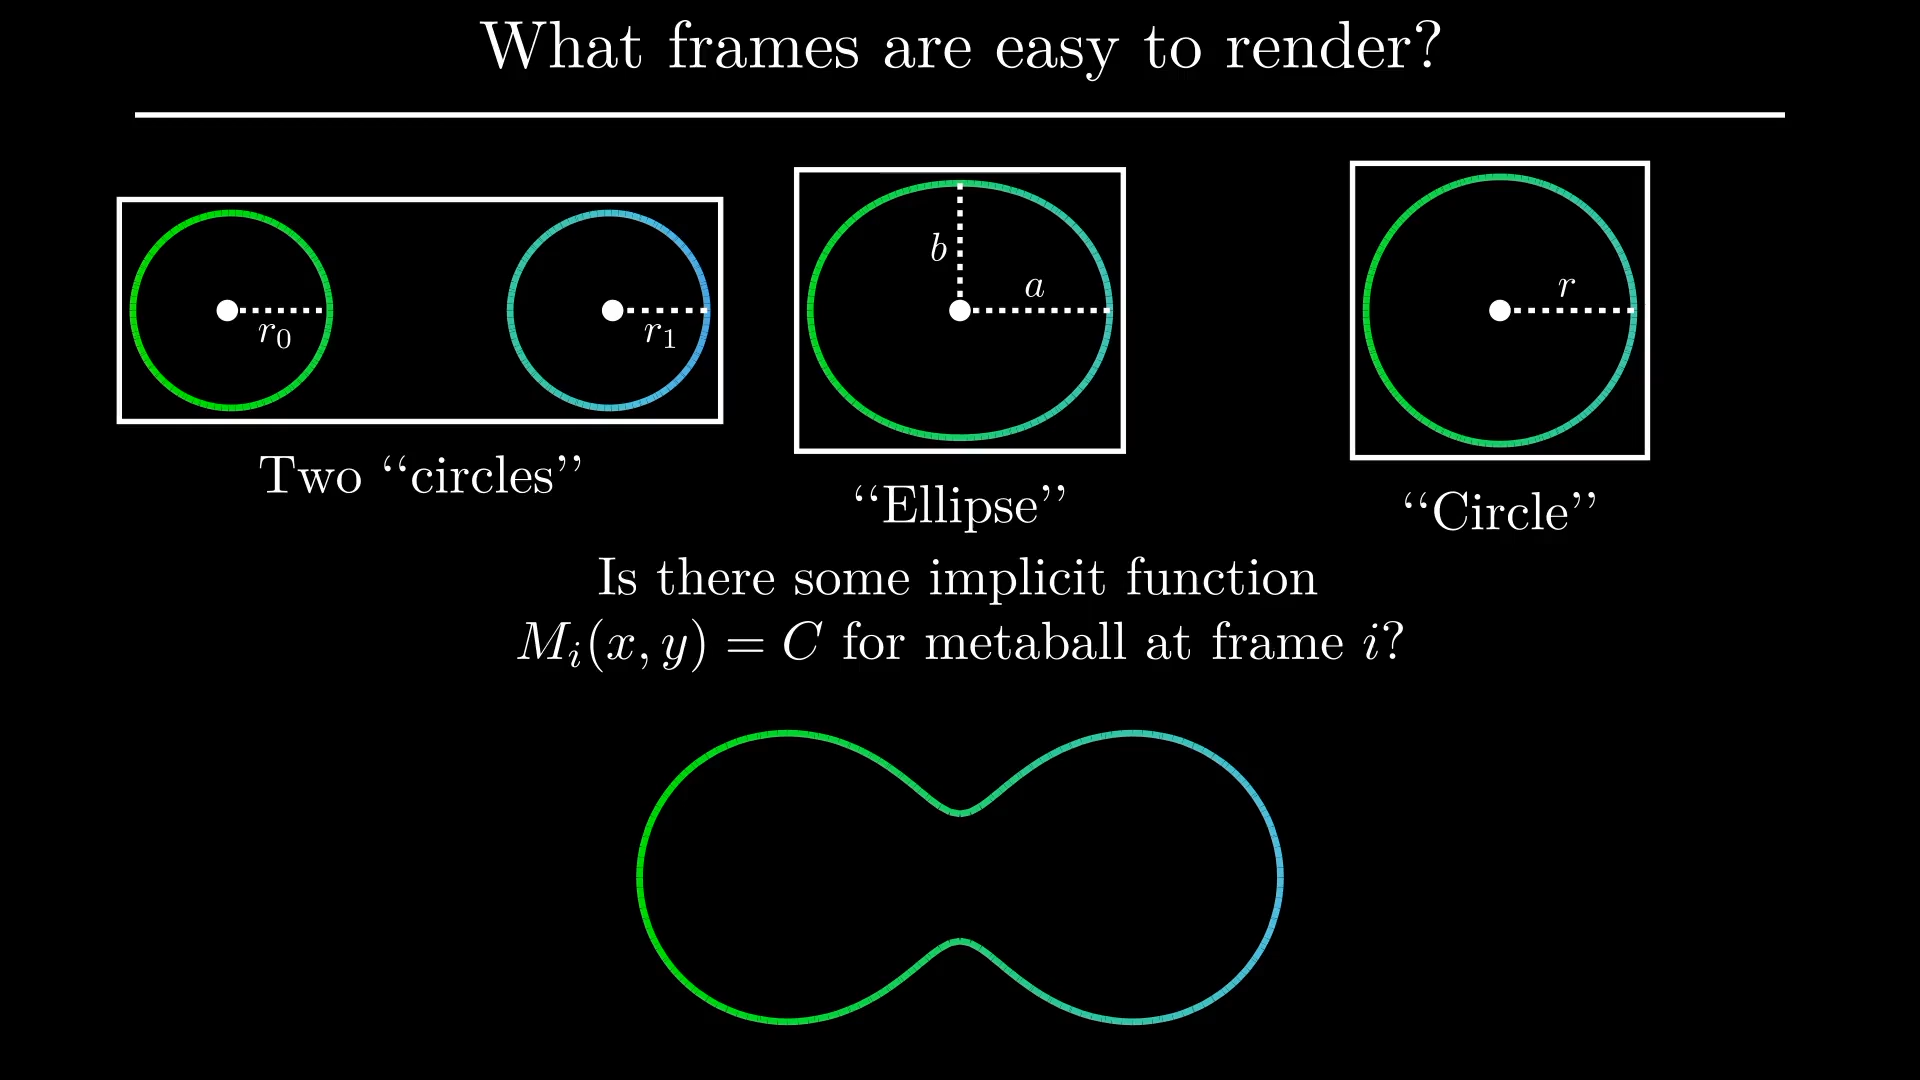 What frames are easy to render?
r₀
r₁
b
a
r
Two “circles”
“Ellipse”
“Circle”
Is there some implicit function
Mᵢ(x, y) = C for metaball at frame i?